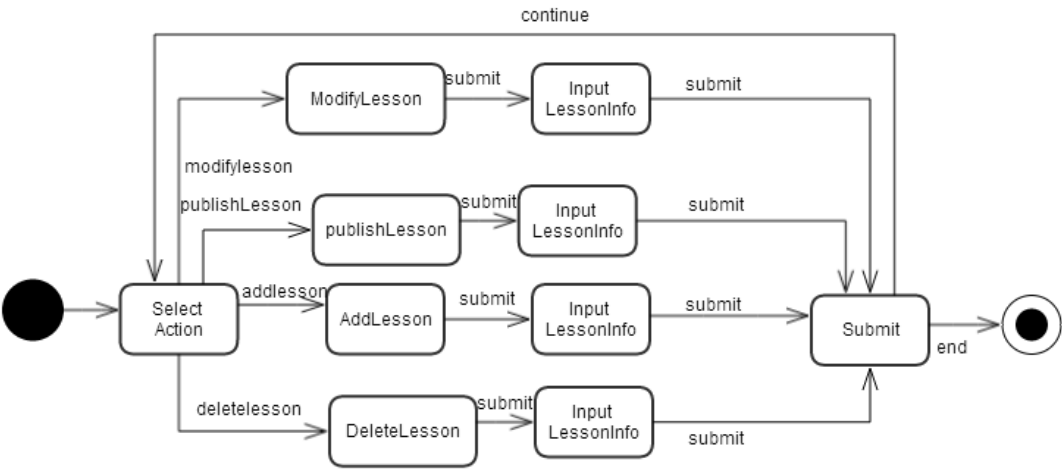 continue
submit
Input
submit
ModifyLesson
LessonInfo
modifylesson
publishLesson
submit
Input
submit
publishLesson
LessonInfo
addlesson
submit
Input
submit
Select
Action
AddLesson
LessonInfo
Submit
end
deletelesson
submit
Input
DeleteLesson
LessonInfo
submit